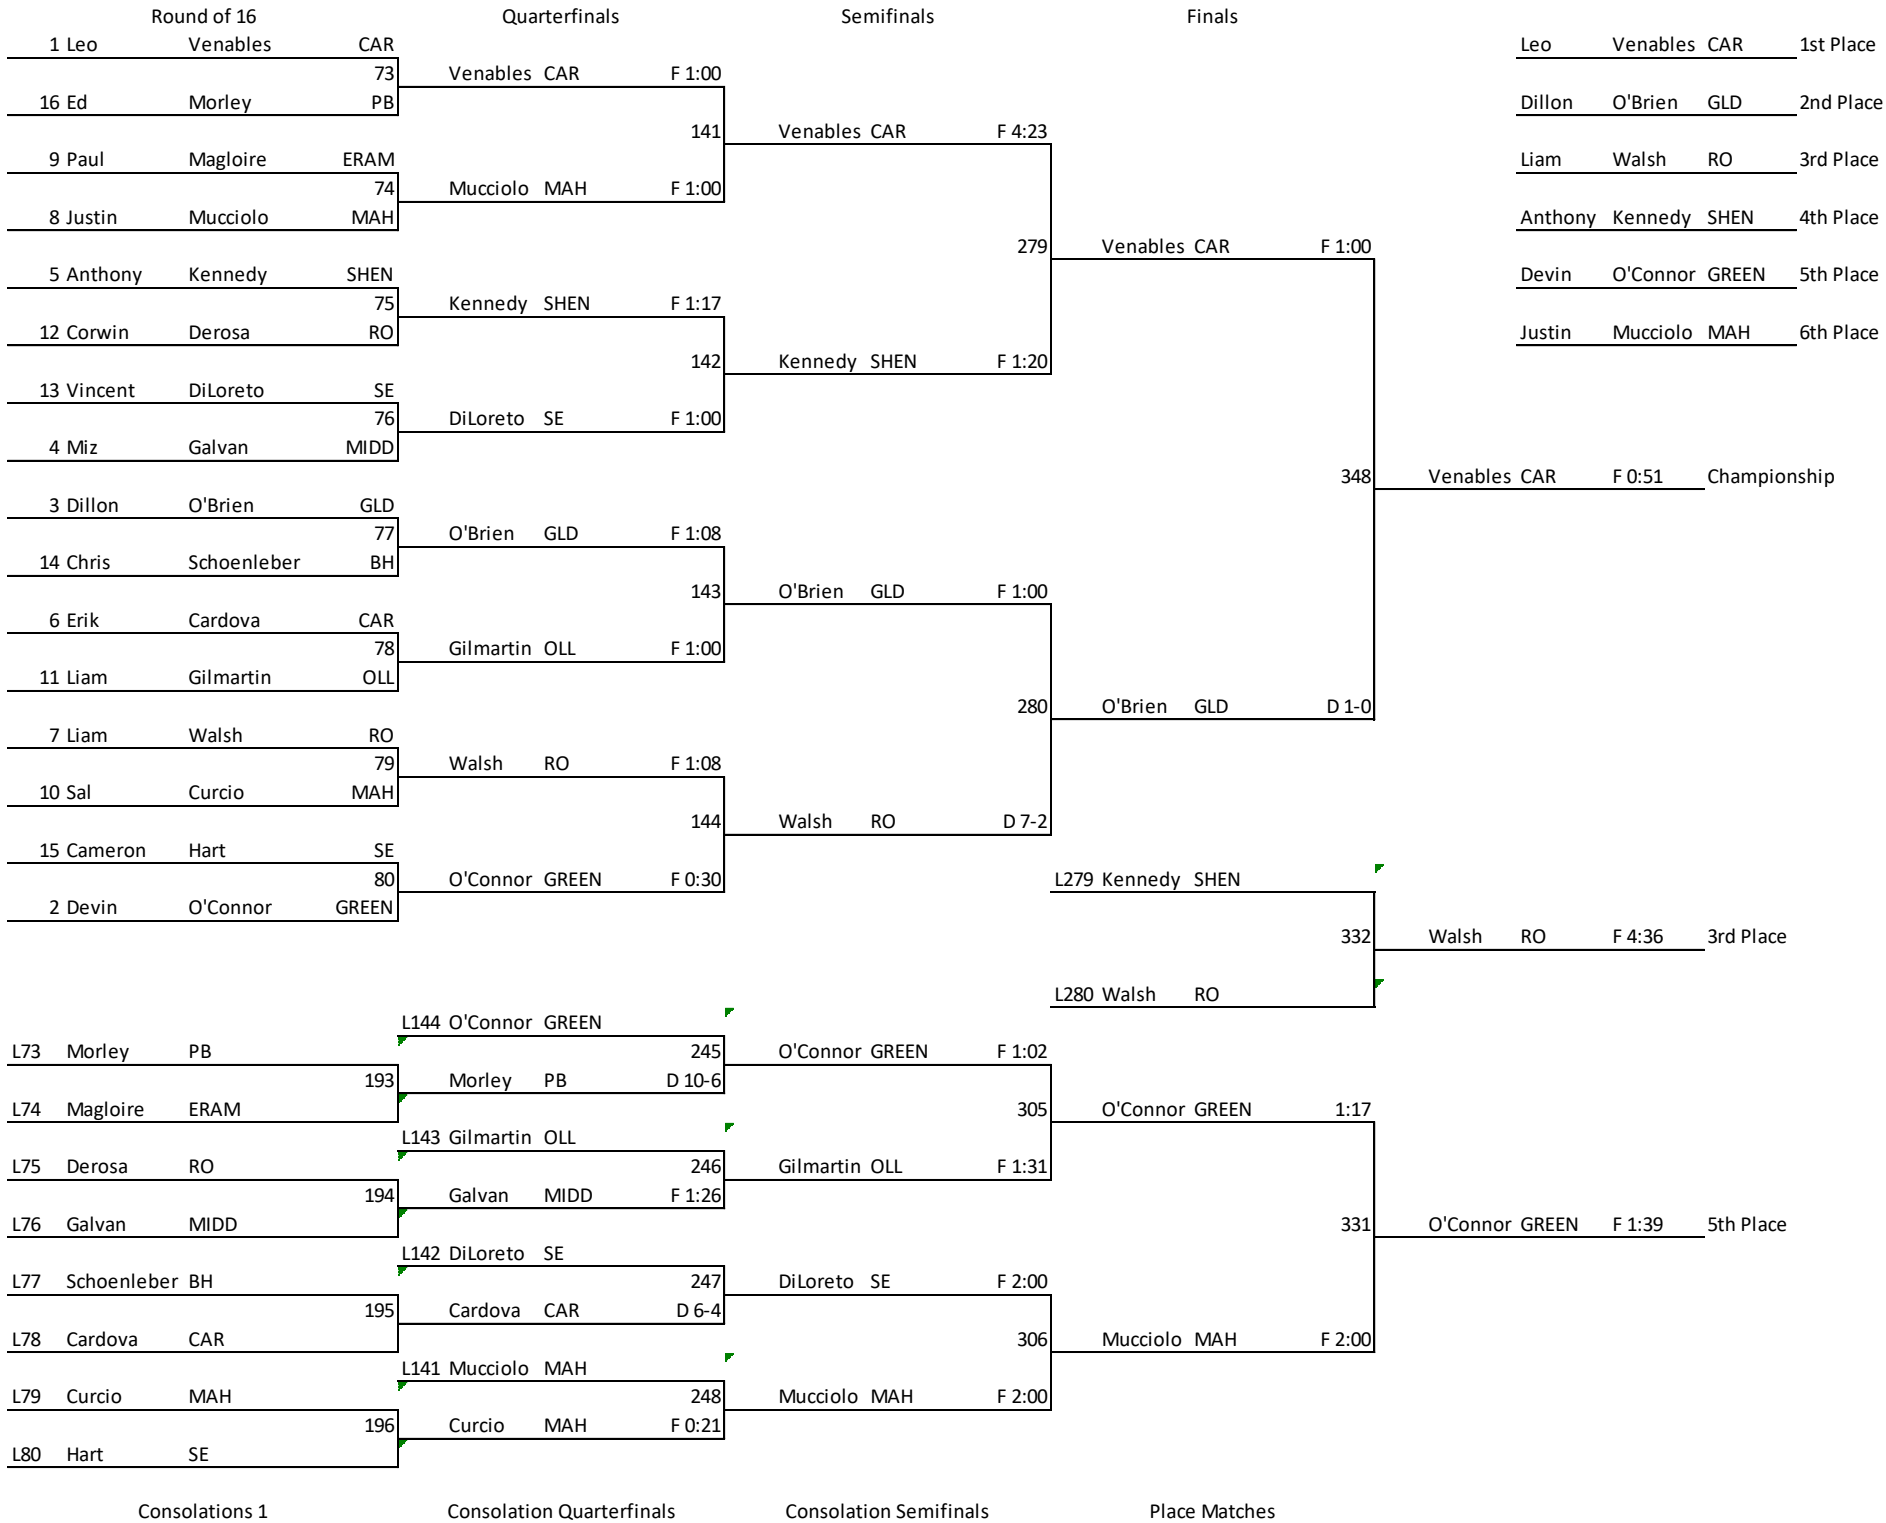 Round of 16 Quarterfinals Semifinals Finals
1 Leo Venables CAR Leo Venables CAR 1st Place
73 Venables CAR F 1:00
16 Ed Morley PB Dillon O'Brien GLD 2nd Place
141 Venables CAR F 4:23
9 Paul Magloire ERAM Liam Walsh RO 3rd Place
74 Mucciolo MAH F 1:00
8 Justin Mucciolo MAH Anthony Kennedy SHEN 4th Place
279 Venables CAR F 1:00
5 Anthony Kennedy SHEN Devin O'Connor GREEN 5th Place
75 Kennedy SHEN F 1:17
12 Corwin Derosa RO Justin Mucciolo MAH 6th Place
142 Kennedy SHEN F 1:20
13 Vincent DiLoreto SE
76 DiLoreto SE F 1:00
4 Miz Galvan MIDD
348 Venables CAR F 0:51 Championship
3 Dillon O'Brien GLD
77 O'Brien GLD F 1:08
14 Chris Schoenleber BH
143 O'Brien GLD F 1:00
6 Erik Cardova CAR
78 Gilmartin OLL F 1:00
11 Liam Gilmartin OLL
280 O'Brien GLD D 1-0
7 Liam Walsh RO
79 Walsh RO F 1:08
10 Sal Curcio MAH
144 Walsh RO D 7-2
15 Cameron Hart SE
80 O'Connor GREEN F 0:30 L279 Kennedy SHEN
2 Devin O'Connor GREEN
332 Walsh RO F 4:36 3rd Place
L280 Walsh RO
L144 O'Connor GREEN
L73 Morley PB 245 O'Connor GREEN F 1:02
193 Morley PB D 10-6
L74 Magloire ERAM 305 O'Connor GREEN 1:17
L143 Gilmartin OLL
L75 Derosa RO 246 Gilmartin OLL F 1:31
194 Galvan MIDD F 1:26
L76 Galvan MIDD 331 O'Connor GREEN F 1:39 5th Place
L142 DiLoreto SE
L77 Schoenleber BH 247 DiLoreto SE F 2:00
195 Cardova CAR D 6-4
L78 Cardova CAR 306 Mucciolo MAH F 2:00
L141 Mucciolo MAH
L79 Curcio MAH 248 Mucciolo MAH F 2:00
196 Curcio MAH F 0:21
L80 Hart SE
Consolations 1 Consolation Quarterfinals Consolation Semifinals Place Matches